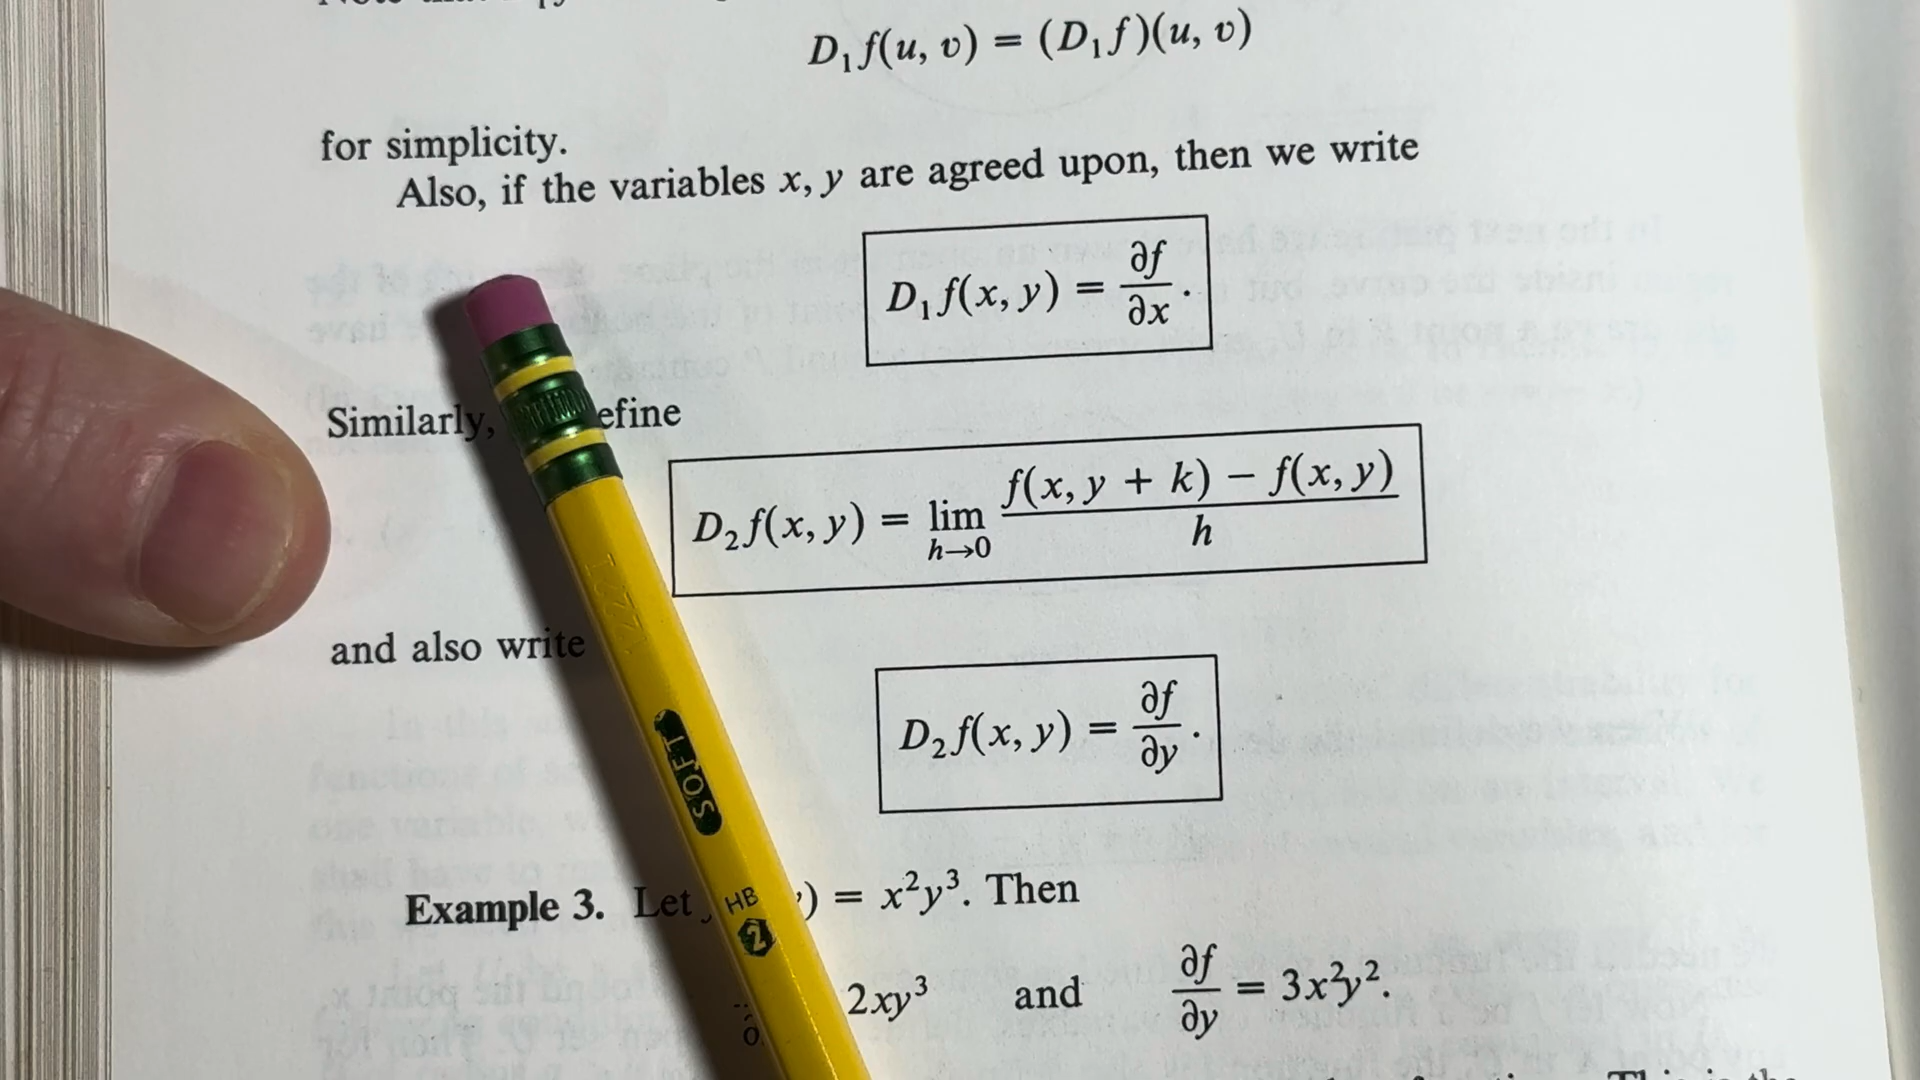 D₁f(u, v) = (D₁f)(u, v)
for simplicity.
Also, if the variables x, y are agreed upon, then we write
D₁f(x, y) = ∂f/∂x.
Similarly, efine
D₂f(x, y) = lim h→0 f(x, y + k) − f(x, y) / h
and also write
D₂f(x, y) = ∂f/∂y.
Example 3. Let ) = x²y³. Then
2xy³ and ∂f/∂y = 3x²y².
SOFT
HB
2